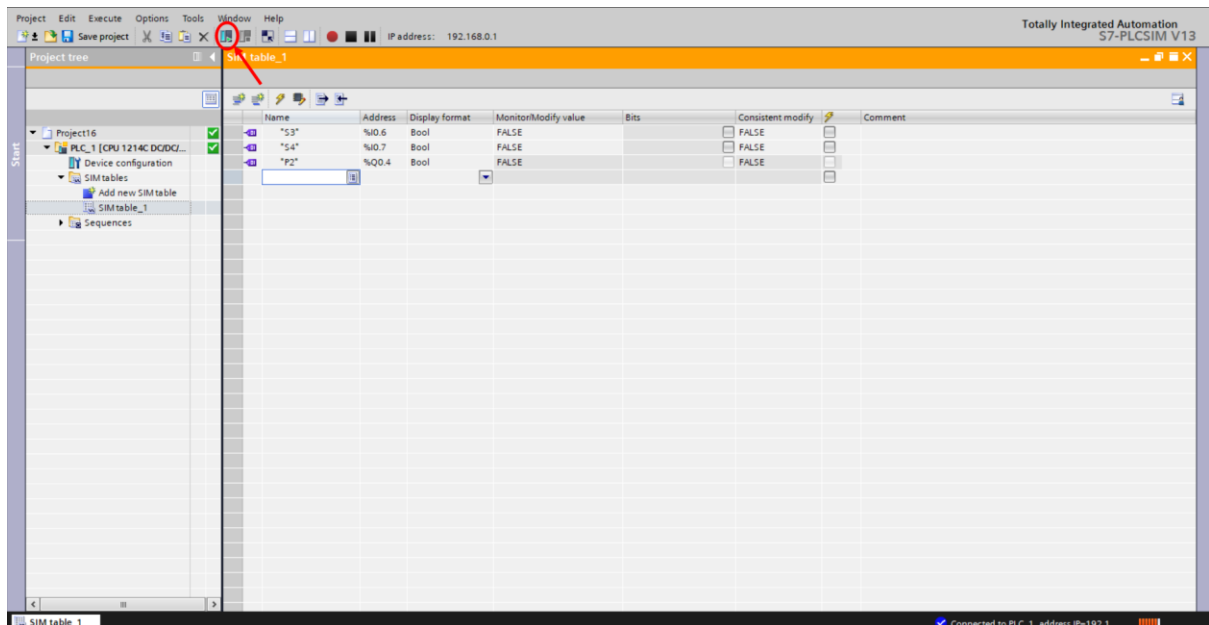 Project Edit Execute Options Tools Window Help
Totally Integrated Automation
S7-PLCSIM V13
Save project IP address: 192.168.0.1
Project tree
SIM table_1
Name Address Display format Monitor/Modify value Bits Consistent modify Comment
Project16
"S3" %I0.6 Bool FALSE FALSE
PLC_1 [CPU 1214C DC/DC/...
"S4" %I0.7 Bool FALSE FALSE
Device configuration
"P2" %Q0.4 Bool FALSE FALSE
SIM tables
Add new SIM table
SIM table_1
Sequences
Start
SIM table_1
Connected to PLC_1, address IP=192.1...